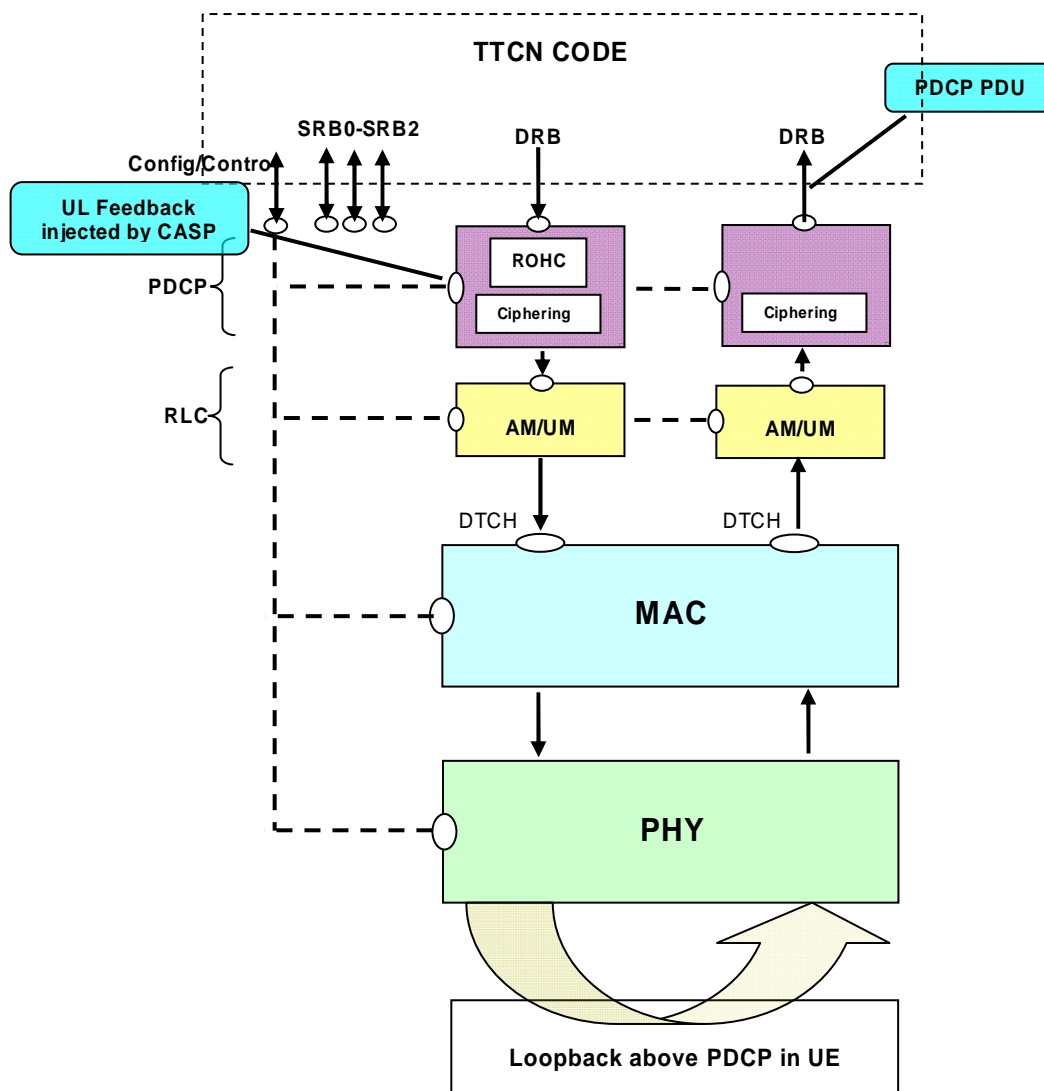 TTCN CODE
PDCP PDU
SRB0-SRB2
DRB
DRB
Config/Contro
UL Feedback
injected by CASP
PDCP
ROHC
Ciphering
Ciphering
RLC
AM/UM
AM/UM
DTCH
DTCH
MAC
PHY
Loopback above PDCP in UE